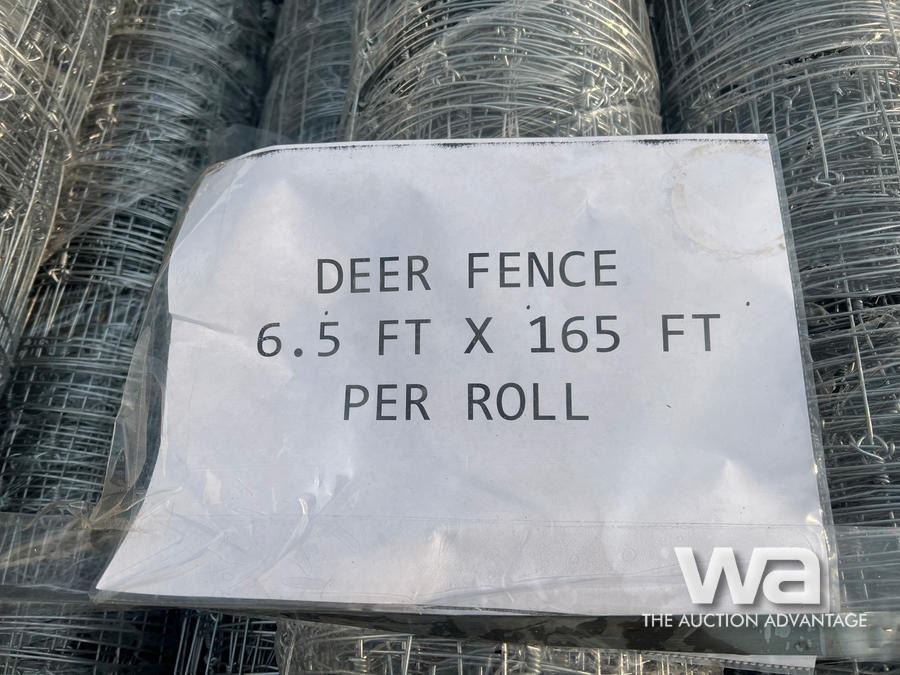 DEER FENCE
6.5 FT X 165 FT
PER ROLL
wa
THE AUCTION ADVANTAGE